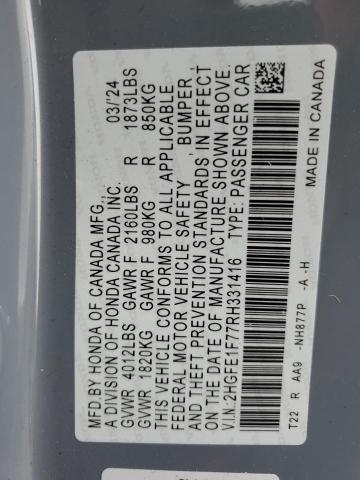 MFD.BY HONDA OF CANADA MFG.,
A DIVISION OF HONDA CANADA INC. 03/'24
GVWR 4012LBS GAWR F 2160LBS R 1873LBS
GVWR 1820KG GAWR F 980KG R 850KG
THIS VEHICLE CONFORMS TO ALL APPLICABLE
FEDERAL MOTOR VEHICLE SAFETY, BUMPER,
AND THEFT PREVENTION STANDARDS IN EFFECT
ON THE DATE OF MANUFACTURE SHOWN ABOVE.
V.I.N:2HGFE1F77RH331416 TYPE:PASSENGER CAR
T22 R AA9 -NH877P -A -H MADE IN CANADA